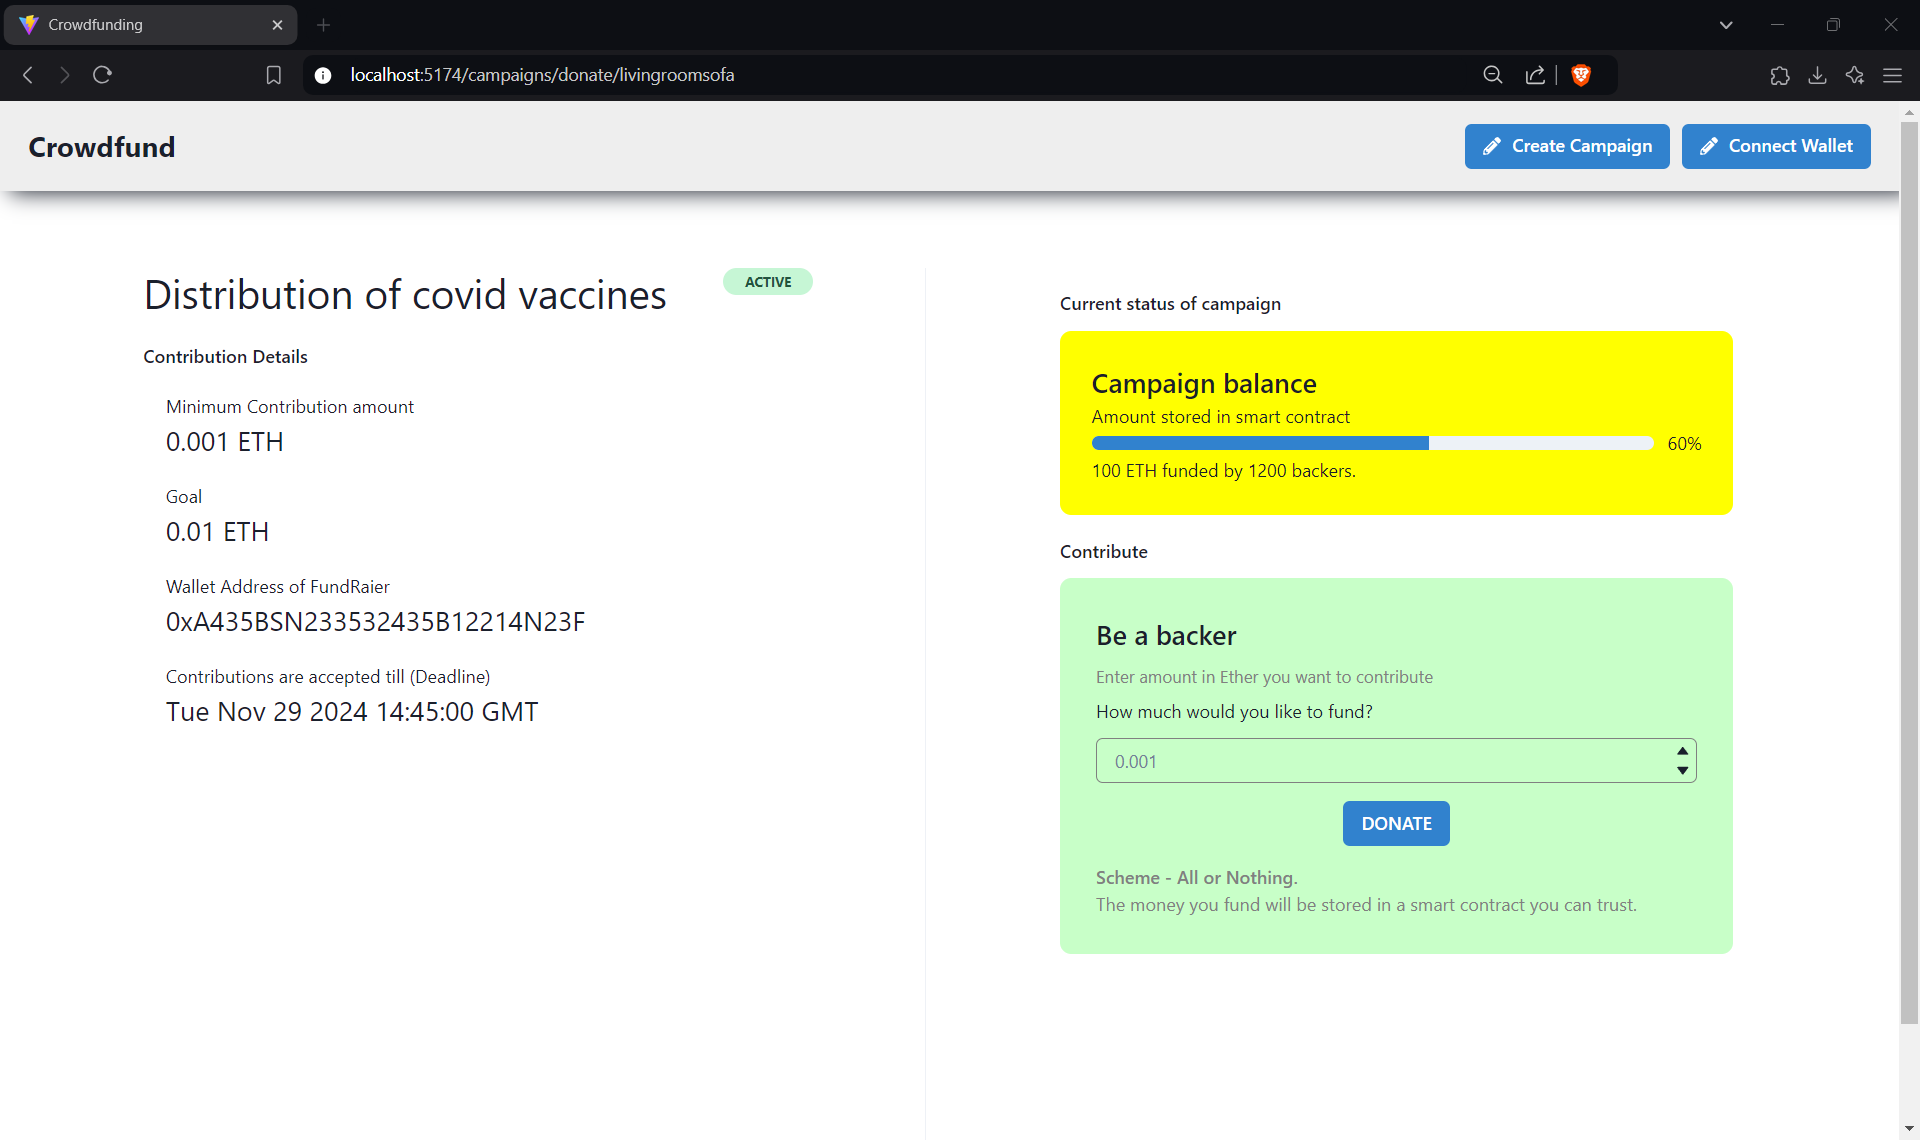 Crowdfunding
localhost:5174/campaigns/donate/livingroomsofa
Crowdfund
Create Campaign
Connect Wallet
Distribution of covid vaccines
ACTIVE
Contribution Details
Minimum Contribution amount
0.001 ETH
Goal
0.01 ETH
Wallet Address of FundRaier
0xA435BSN233532435B12214N23F
Contributions are accepted till (Deadline)
Tue Nov 29 2024 14:45:00 GMT
Current status of campaign
Campaign balance
Amount stored in smart contract
60%
100 ETH funded by 1200 backers.
Contribute
Be a backer
Enter amount in Ether you want to contribute
How much would you like to fund?
0.001
DONATE
Scheme - All or Nothing.
The money you fund will be stored in a smart contract you can trust.